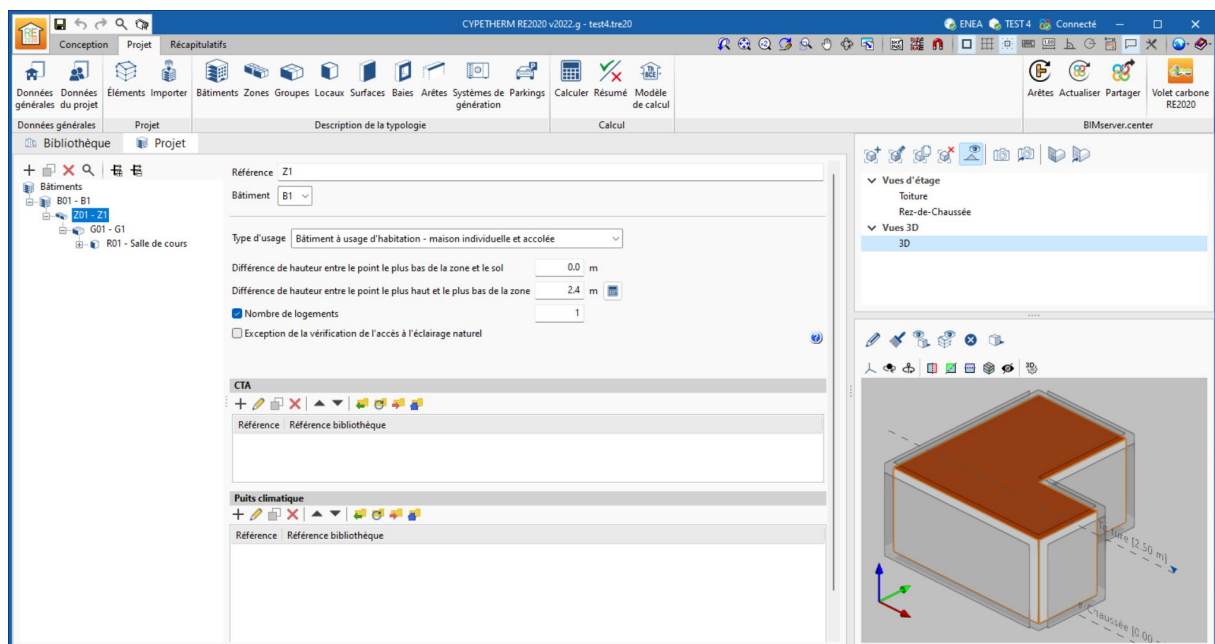 RE
CYPETHERM RE2020 v2022.g - test4.tre20
ENEA TEST 4 Connecté
Conception Projet Récapitulatifs
Données générales Données du projet Éléments Importer Bâtiments Zones Groupes Locaux Surfaces Baies Arêtes Systèmes de génération Parkings Calculer Résumé Modèle de calcul Arêtes Actualiser Partager Volet carbone RE2020
Données générales Projet Description de la typologie Calcul BIMserver.center
Bibliothèque Projet
Bâtiments
B01 - B1
Z01 - Z1
G01 - G1
R01 - Salle de cours
Référence Z1
Bâtiment B1
Type d'usage Bâtiment à usage d'habitation - maison individuelle et accolée
Différence de hauteur entre le point le plus bas de la zone et le sol 0.0 m
Différence de hauteur entre le point le plus haut et le plus bas de la zone 2.4 m
Nombre de logements 1
Exception de la vérification de l'accès à l'éclairage naturel
CTA
Référence Référence bibliothèque
Puits climatique
Référence Référence bibliothèque
Vues d'étage
Toiture
Rez-de-Chaussée
Vues 3D
3D
[2.50 m]
Chaussée [0.00